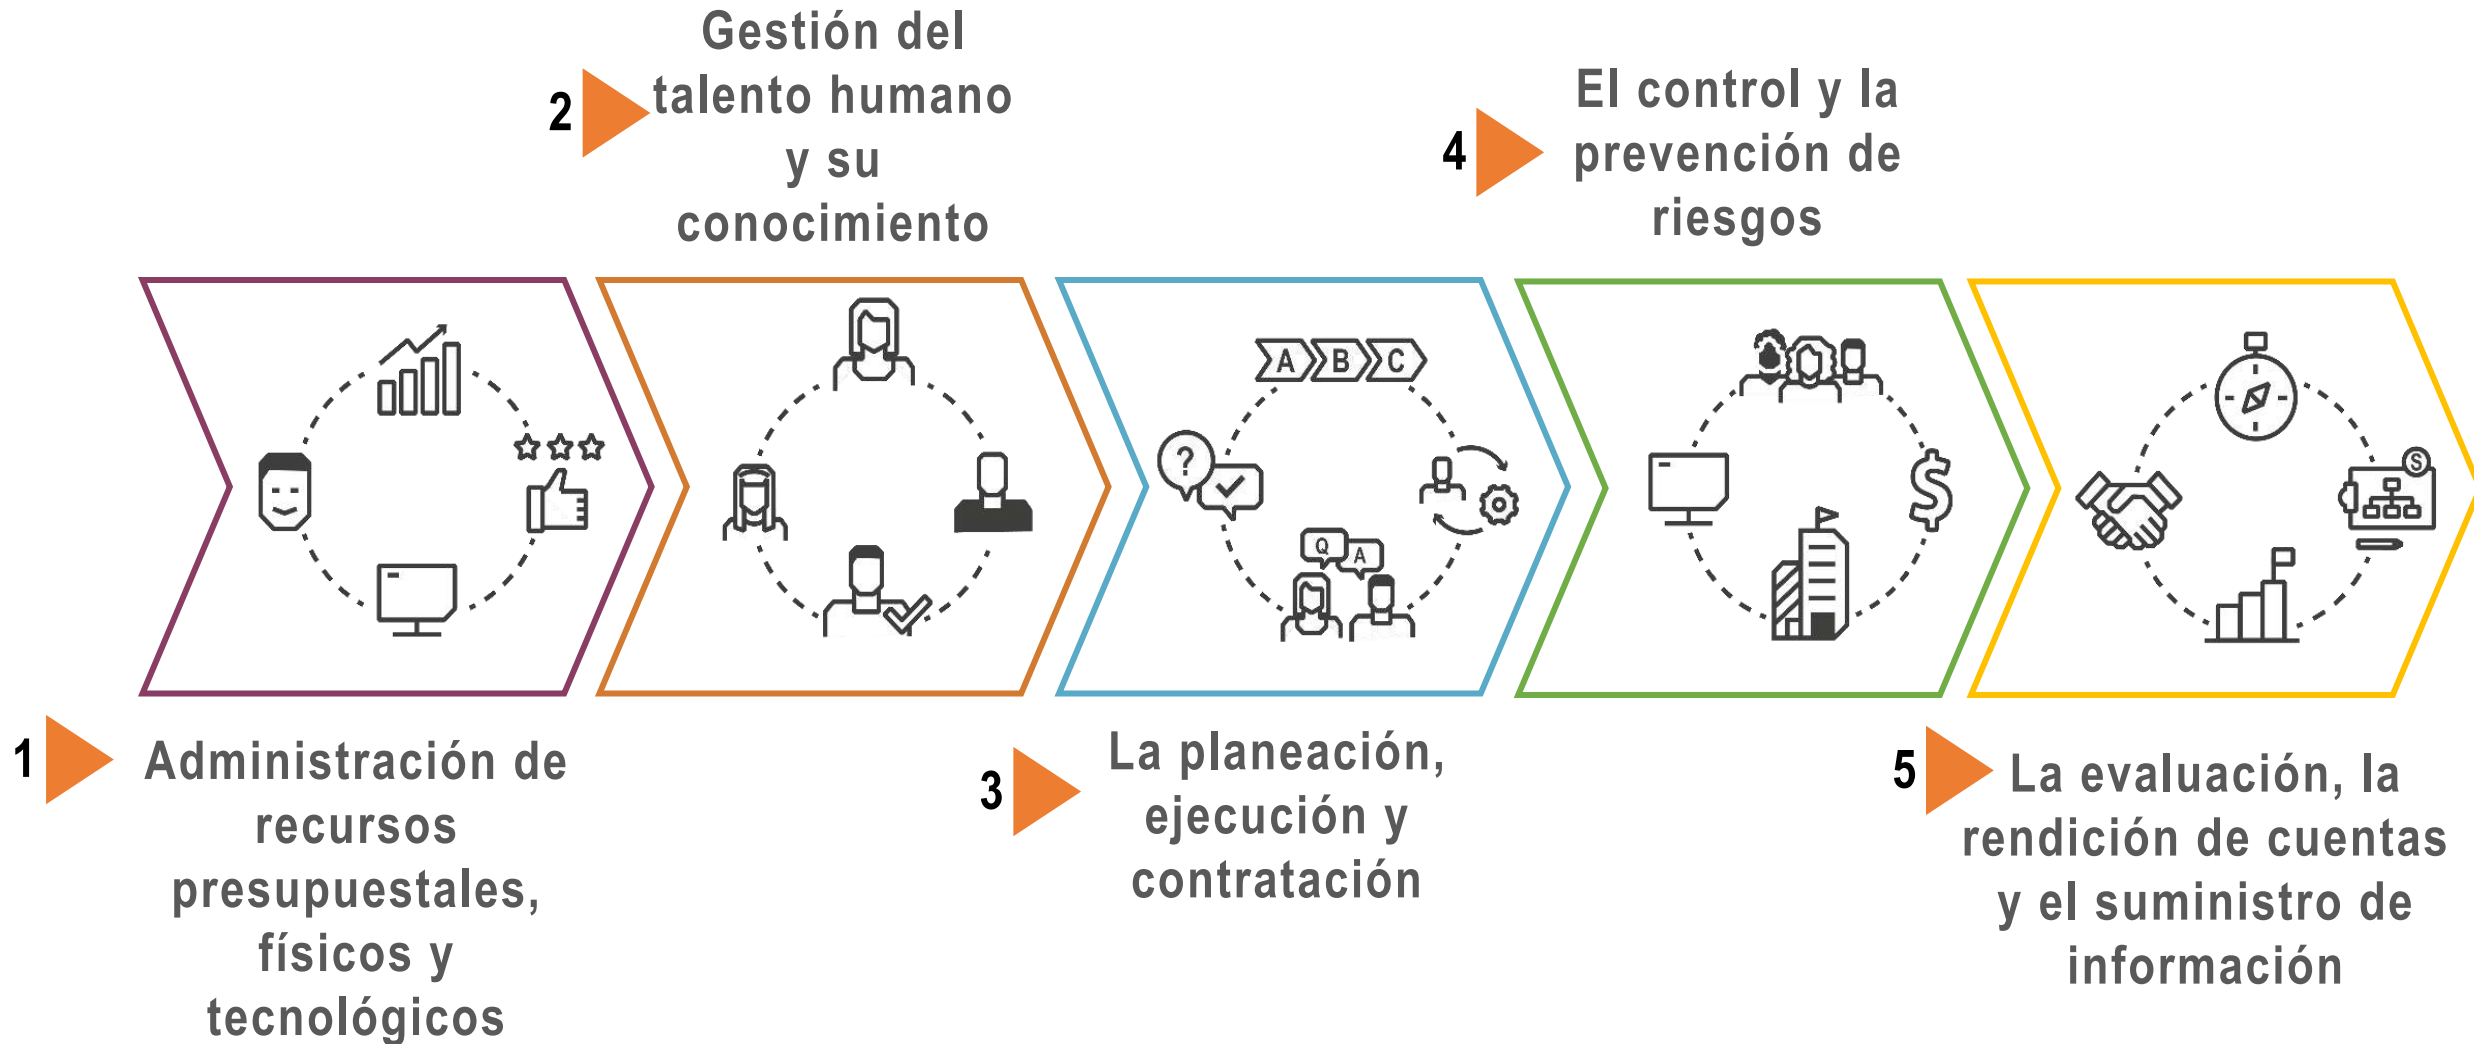 1
Administración de
recursos
presupuestales,
físicos y
tecnológicos
2
Gestión del
talento humano
y su
conocimiento
3
La planeación,
ejecución y
contratación
A B C
?
Q A
4
El control y la
prevención de
riesgos
$
5
La evaluación, la
rendición de cuentas
y el suministro de
información
S